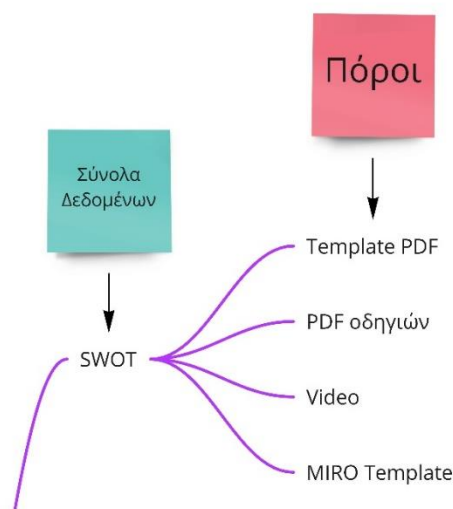 Πόροι
Σύνολα
Δεδομένων
Template PDF
PDF οδηγιών
SWOT
Video
MIRO Template